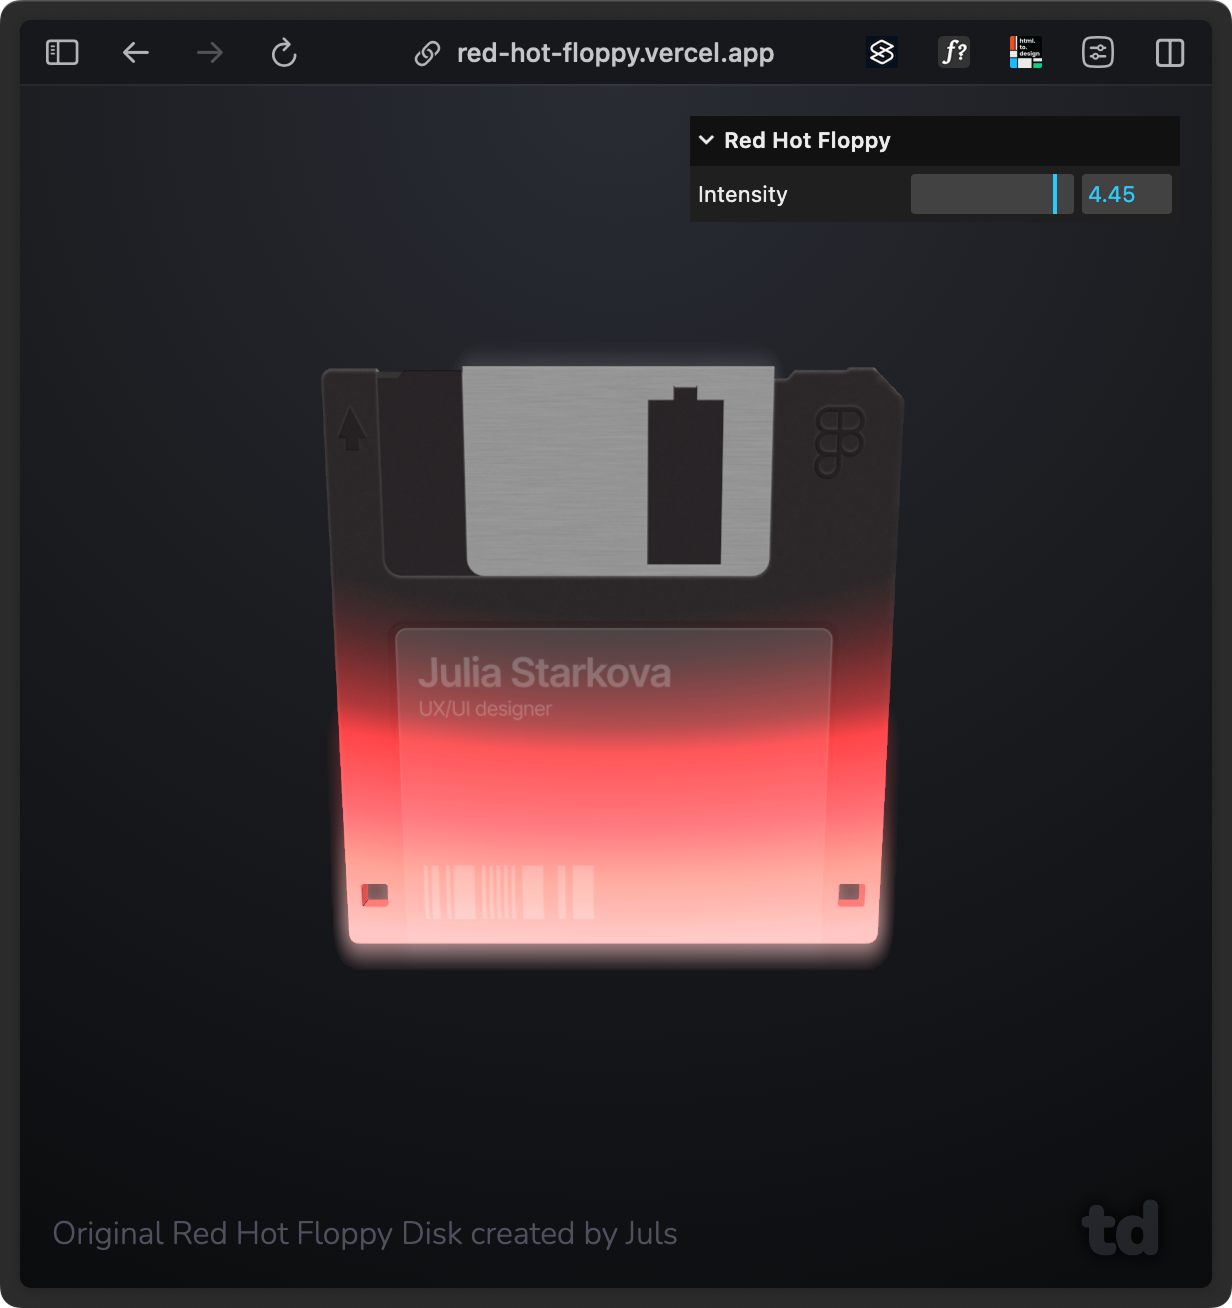 red-hot-floppy.vercel.app
f?
html.
to.
design
Red Hot Floppy
Intensity
4.45
Julia Starkova
UX/UI designer
Original Red Hot Floppy Disk created by Juls
td